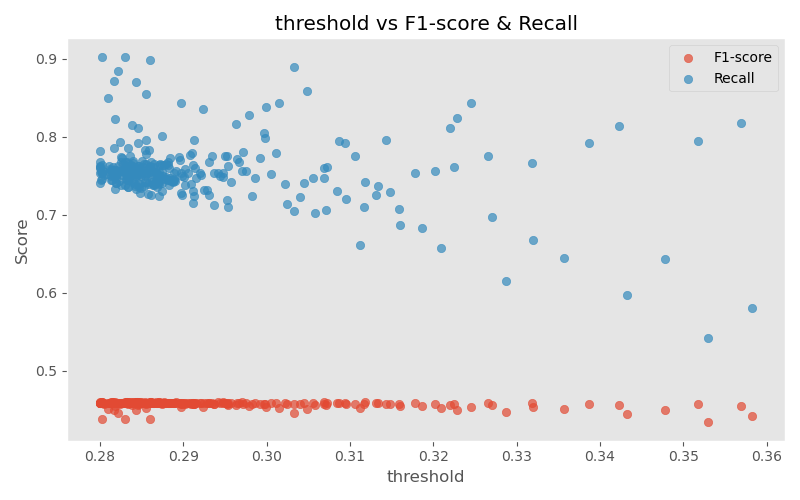 threshold vs F1-score & Recall
F1-score
Recall
Score
0.9
0.8
0.7
0.6
0.5
0.28 0.29 0.30 0.31 0.32 0.33 0.34 0.35 0.36
threshold